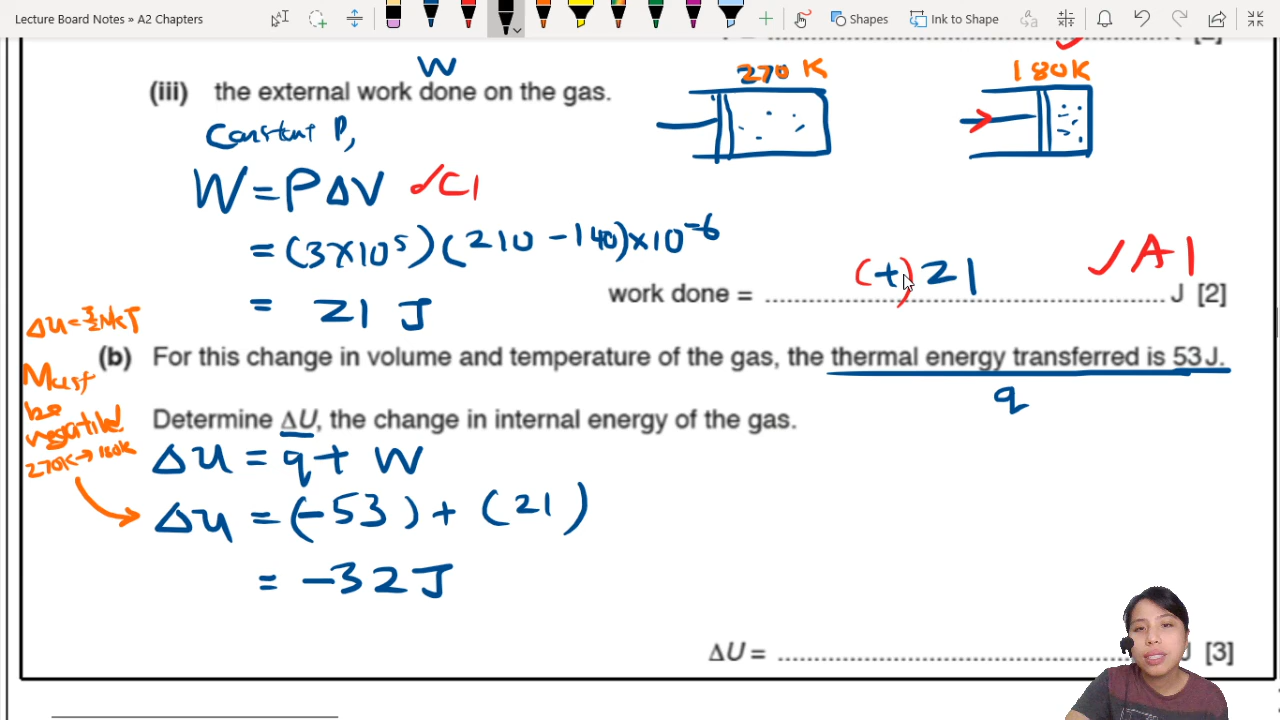 Lecture Board Notes » A2 Chapters
Shapes
Ink to Shape
[2]
W
270 K
180K
(iii) the external work done on the gas.
Constant P,
W = PΔV ✓C1
= (3×10⁵)(210 - 140)×10⁻⁶
= 21 J
work done = (+) 21 J [2]
✓A1
Δu = 3/2 NkT
(b) For this change in volume and temperature of the gas, the thermal energy transferred is 53 J.
q
Must
be
negative!
270K → 180K
Determine ΔU, the change in internal energy of the gas.
Δu = q + W
Δu = (-53) + (21)
= -32 J
ΔU = J [3]